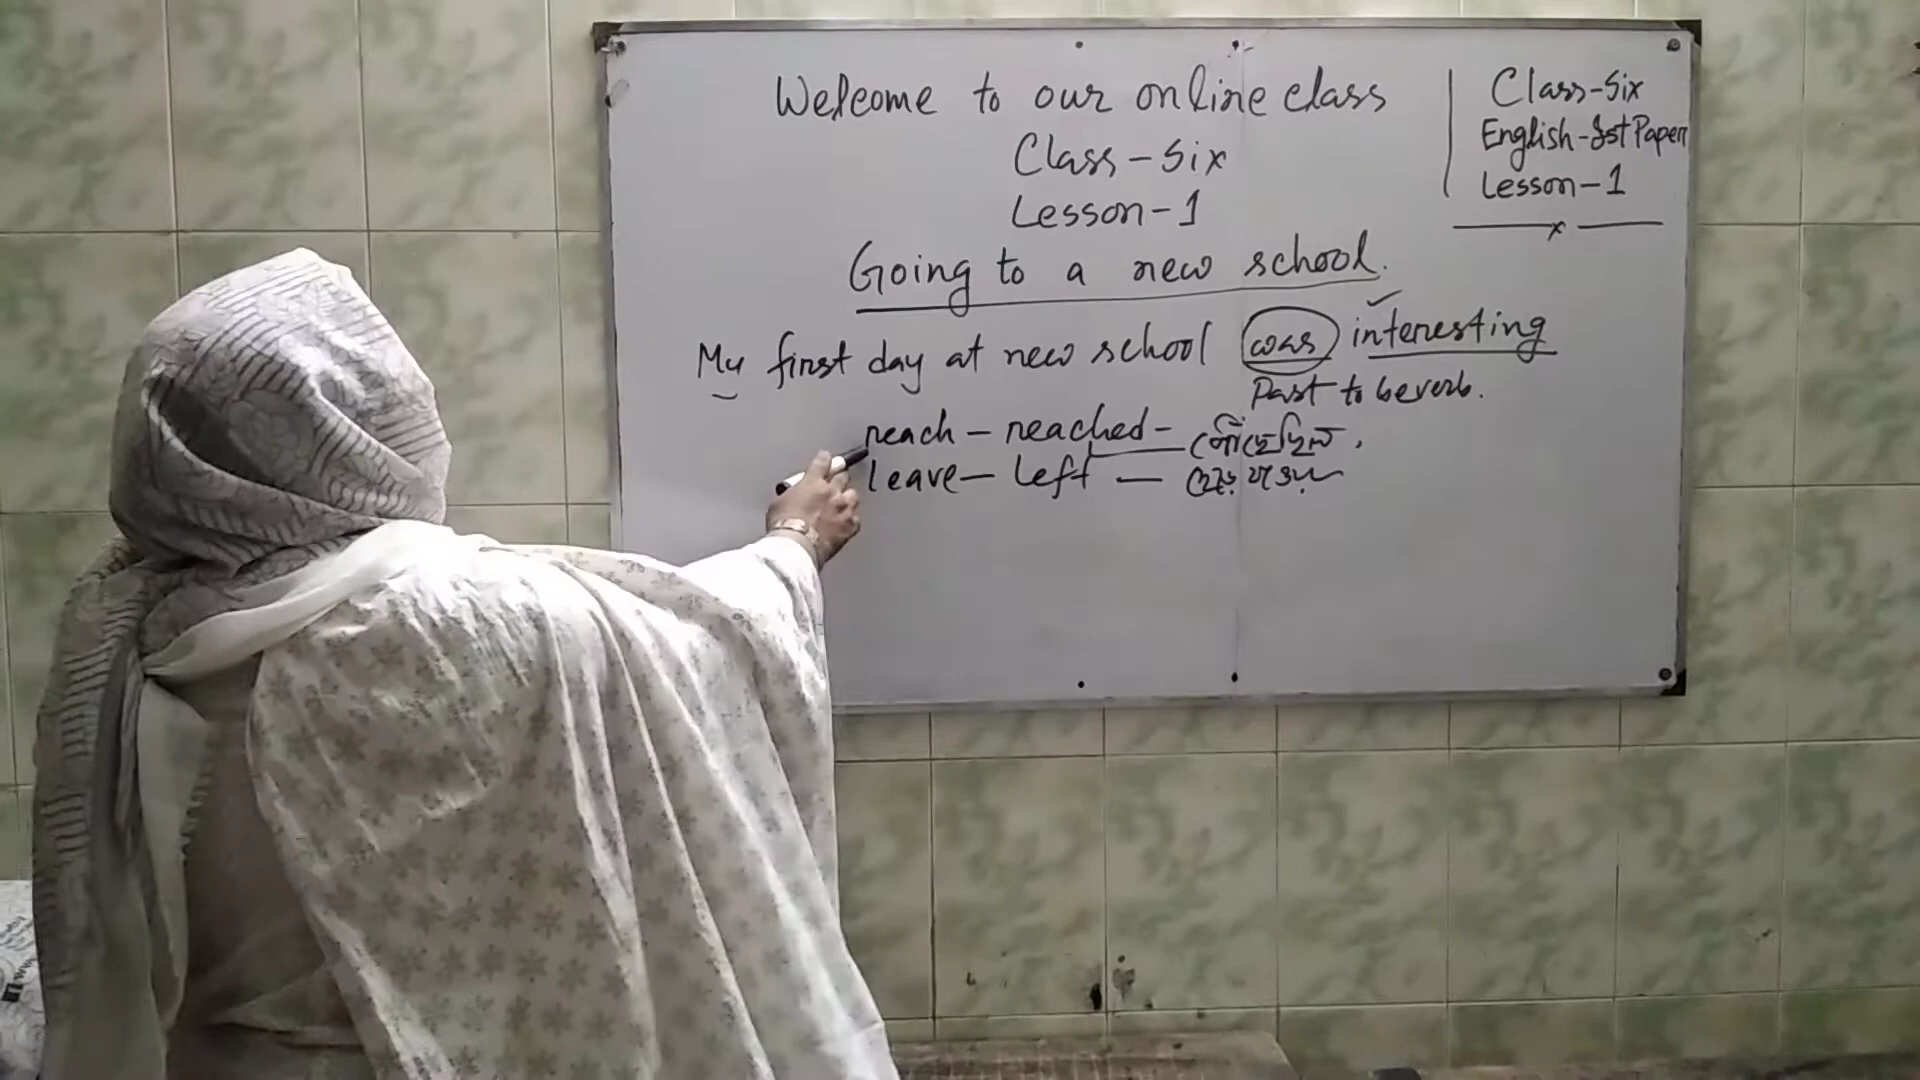 Welcome to our online class
Class-Six
Lesson-1
Going to a new school.
My first day at new school was interesting
Past to be verb.
reach - reached - পৌঁছেছিল,
leave - left - ছেড়ে যাওয়া
Class-Six
English-1st Paper
Lesson-1